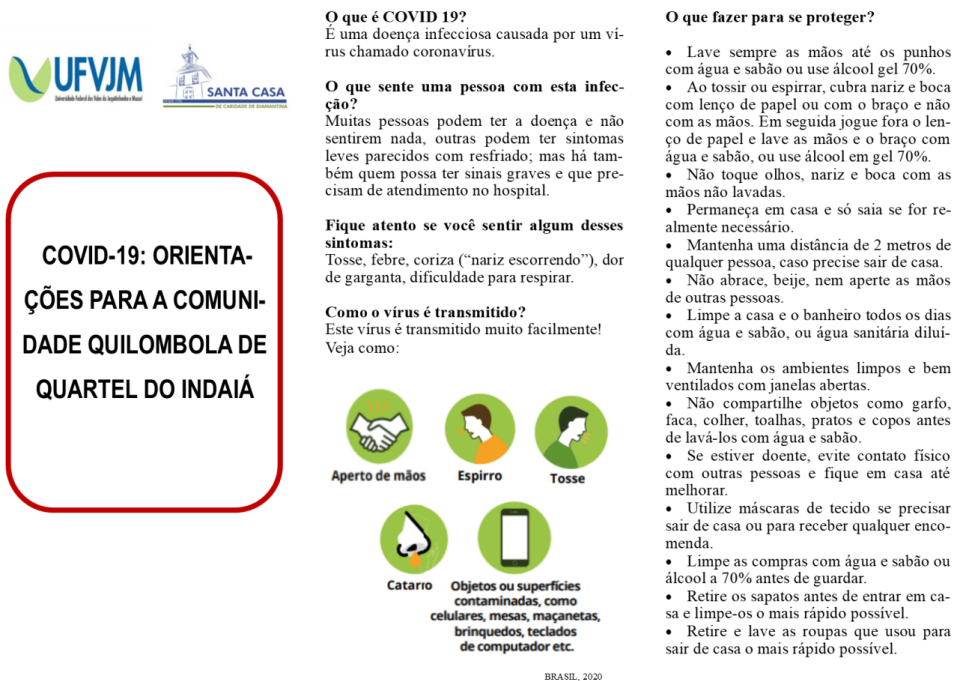 UFVJM
Universidade Federal dos Vales do Jequitinhonha e Mucuri
SANTA CASA
DE CARIDADE DE DIAMANTINA
COVID-19: ORIENTA-
ÇÕES PARA A COMUNI-
DADE QUILOMBOLA DE
QUARTEL DO INDAIÁ
O que é COVID 19?
É uma doença infecciosa causada por um ví-
rus chamado coronavírus.
O que sente uma pessoa com esta infec-
ção?
Muitas pessoas podem ter a doença e não
sentirem nada, outras podem ter sintomas
leves parecidos com resfriado; mas há tam-
bém quem possa ter sinais graves e que pre-
cisam de atendimento no hospital.
Fique atento se você sentir algum desses
sintomas:
Tosse, febre, coriza (“nariz escorrendo”), dor
de garganta, dificuldade para respirar.
Como o vírus é transmitido?
Este vírus é transmitido muito facilmente!
Veja como:
Aperto de mãos
Espirro
Tosse
Catarro
Objetos ou superfícies
contaminadas, como
celulares, mesas, maçanetas,
brinquedos, teclados
de computador etc.
BRASIL, 2020
O que fazer para se proteger?
• Lave sempre as mãos até os punhos
com água e sabão ou use álcool gel 70%.
• Ao tossir ou espirrar, cubra nariz e boca
com lenço de papel ou com o braço e não
com as mãos. Em seguida jogue fora o len-
ço de papel e lave as mãos e o braço com
água e sabão, ou use álcool em gel 70%.
• Não toque olhos, nariz e boca com as
mãos não lavadas.
• Permaneça em casa e só saia se for re-
almente necessário.
• Mantenha uma distância de 2 metros de
qualquer pessoa, caso precise sair de casa.
• Não abrace, beije, nem aperte as mãos
de outras pessoas.
• Limpe a casa e o banheiro todos os dias
com água e sabão, ou água sanitária diluí-
da.
• Mantenha os ambientes limpos e bem
ventilados com janelas abertas.
• Não compartilhe objetos como garfo,
faca, colher, toalhas, pratos e copos antes
de lavá-los com água e sabão.
• Se estiver doente, evite contato físico
com outras pessoas e fique em casa até
melhorar.
• Utilize máscaras de tecido se precisar
sair de casa ou para receber qualquer enco-
menda.
• Limpe as compras com água e sabão ou
álcool a 70% antes de guardar.
• Retire os sapatos antes de entrar em ca-
sa e limpe-os o mais rápido possível.
• Retire e lave as roupas que usou para
sair de casa o mais rápido possível.